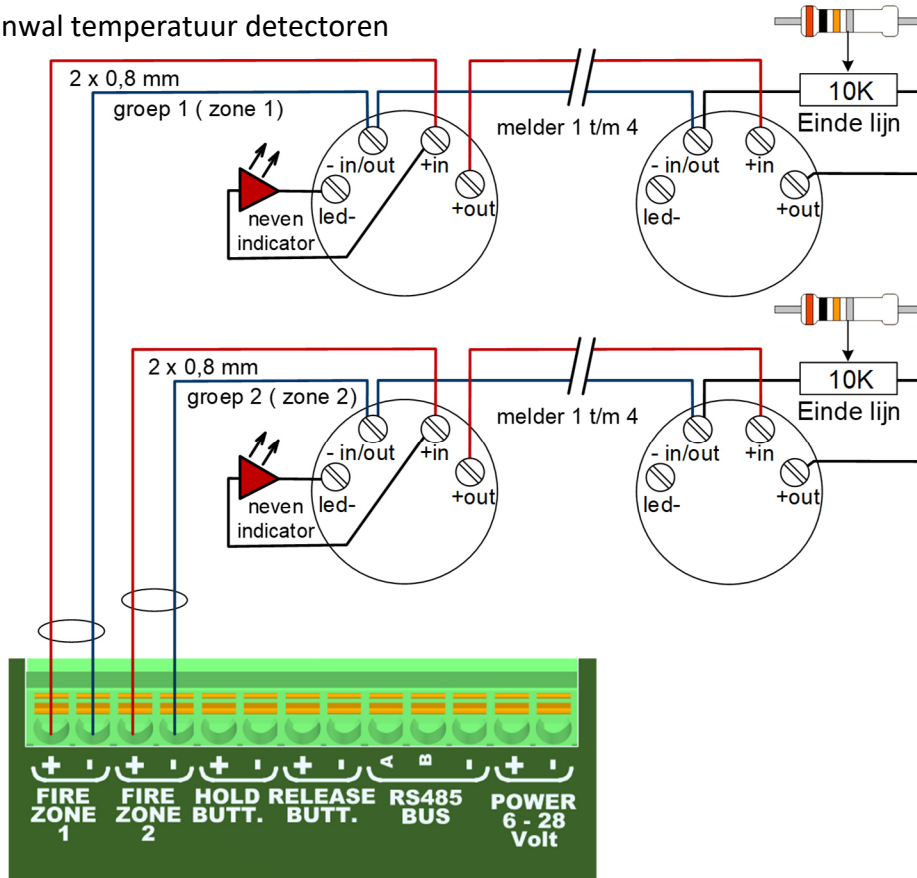 nwal temperatuur detectoren
2 x 0,8 mm
groep 1 ( zone 1)
melder 1 t/m 4
10K
Einde lijn
- in/out
+in
+out
led-
neven
indicator
- in/out
+in
+out
led-
2 x 0,8 mm
groep 2 ( zone 2)
melder 1 t/m 4
10K
Einde lijn
- in/out
+in
+out
led-
neven
indicator
- in/out
+in
+out
led-
+ - + - + - + - A B - + -
FIRE ZONE 1
FIRE ZONE 2
HOLD BUTT.
RELEASE BUTT.
RS485 BUS
POWER 6 - 28 Volt